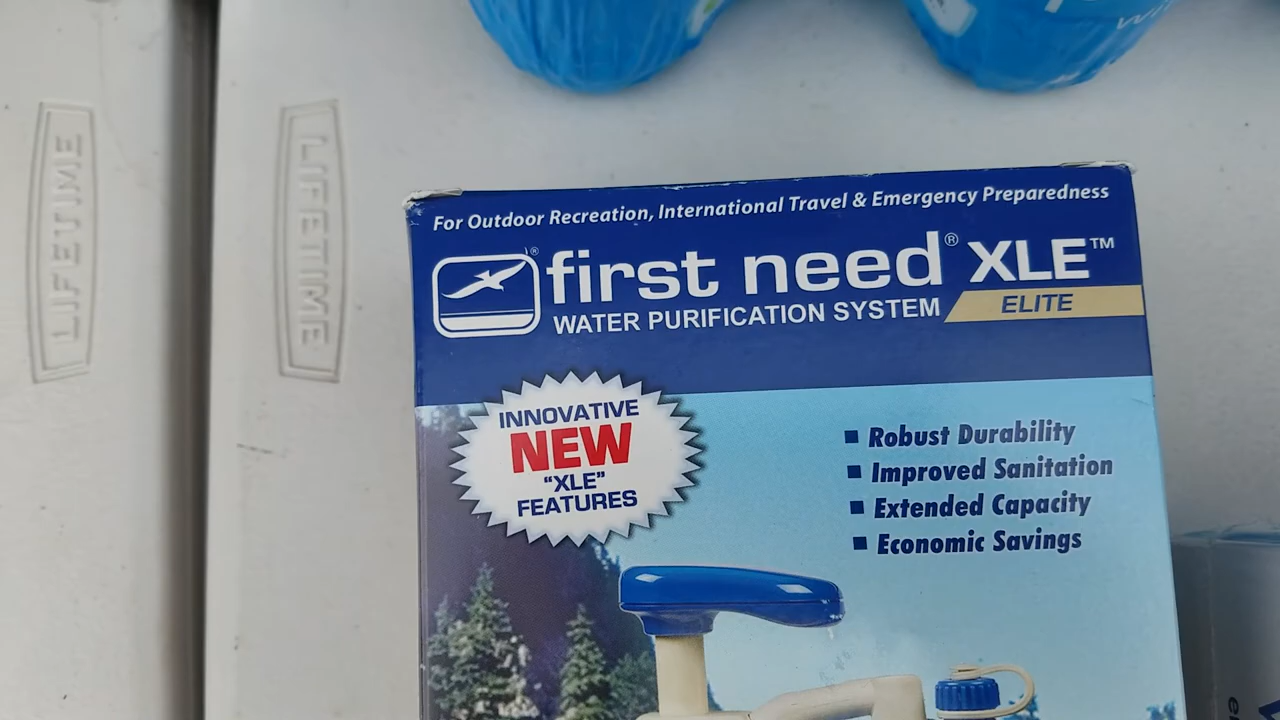 LIFETIME
LIFETIME
For Outdoor Recreation, International Travel & Emergency Preparedness
first need® XLE™
WATER PURIFICATION SYSTEM ELITE
INNOVATIVE
NEW
"XLE"
FEATURES
■ Robust Durability
■ Improved Sanitation
■ Extended Capacity
■ Economic Savings